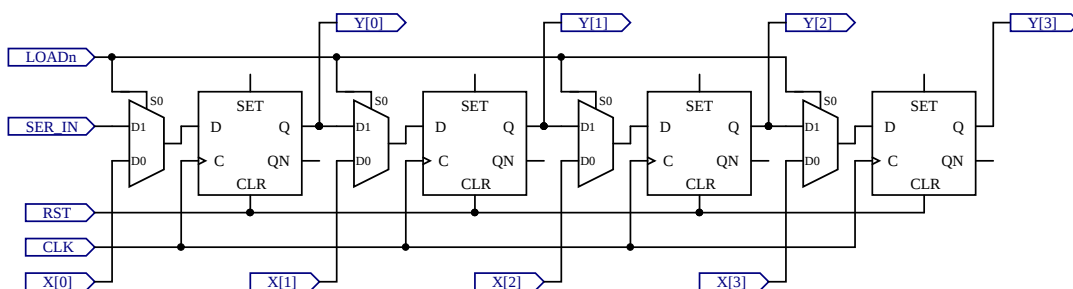 Y[0] Y[1] Y[2] Y[3]
LOADn
S0 S0 S0 S0
SET SET SET SET
SER_IN D1 D Q D1 D Q D1 D Q D1 D Q
D0 C QN D0 C QN D0 C QN D0 C QN
CLR CLR CLR CLR
RST
CLK
X[0] X[1] X[2] X[3]